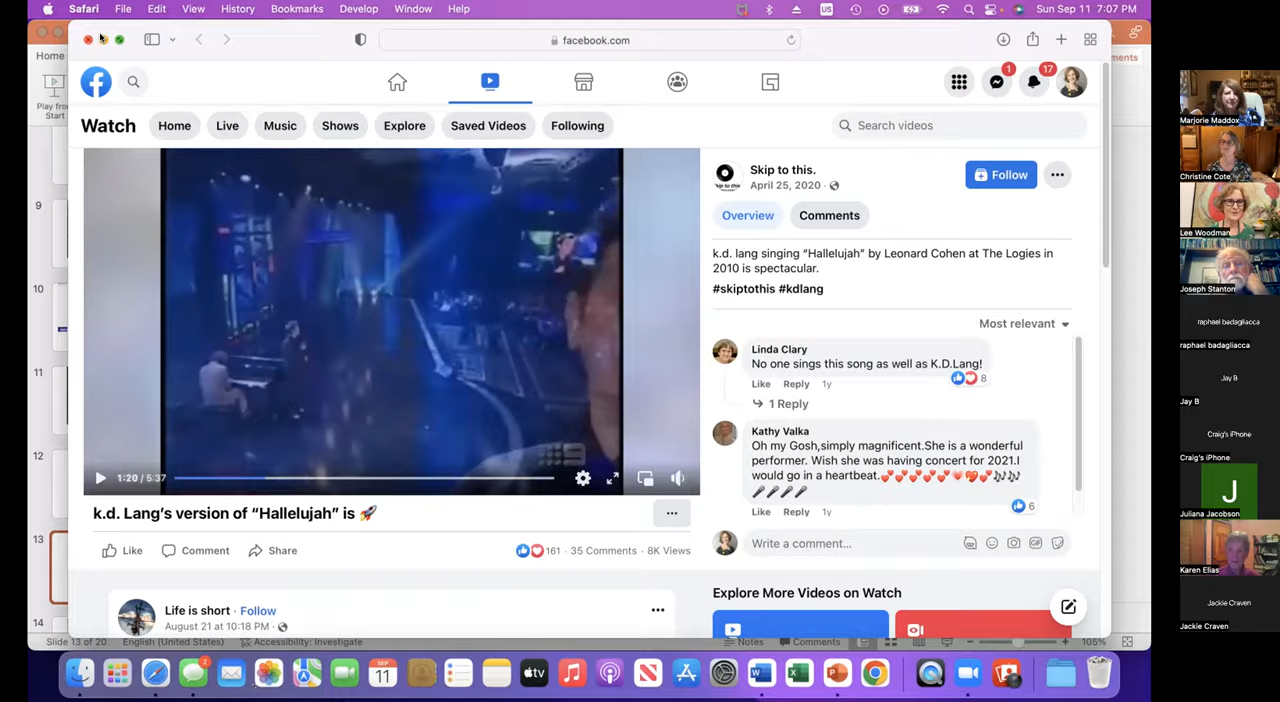 Safari File Edit View History Bookmarks Develop Window Help
US
Sun Sep 11 7:07 PM
facebook.com
Home
Play from
Start
9
10
11
12
13
14
1
17
Watch
Home
Live
Music
Shows
Explore
Saved Videos
Following
Search videos
1:20 / 5:37
k.d. Lang's version of “Hallelujah” is 🚀
Like
Comment
Share
161 · 35 Comments · 8K Views
Life is short · Follow
August 21 at 10:18 PM ·
Skip to this.
April 25, 2020 ·
Follow
Overview
Comments
k.d. lang singing “Hallelujah” by Leonard Cohen at The Logies in
2010 is spectacular.
#skiptothis #kdlang
Most relevant
Linda Clary
No one sings this song as well as K.D.Lang!
8
Like Reply 1y
1 Reply
Kathy Valka
Oh my Gosh,simply magnificent.She is a wonderful
performer. Wish she was having concert for 2021.I
would go in a heartbeat.
6
Like Reply 1y
Write a comment...
GIF
Explore More Videos on Watch
Slide 13 of 20
English (United States)
Accessibility: Investigate
Notes
Comments
105%
2
SEP
11
tv
Marjorie Maddox
Christine Cote
Lee Woodman
Joseph Stanton
raphael badagliacca
raphael badagliacca
Jay B
Jay B
Craig's iPhone
Craig's iPhone
J
Juliana Jacobson
Karen Elias
Jackie Craven
Jackie Craven